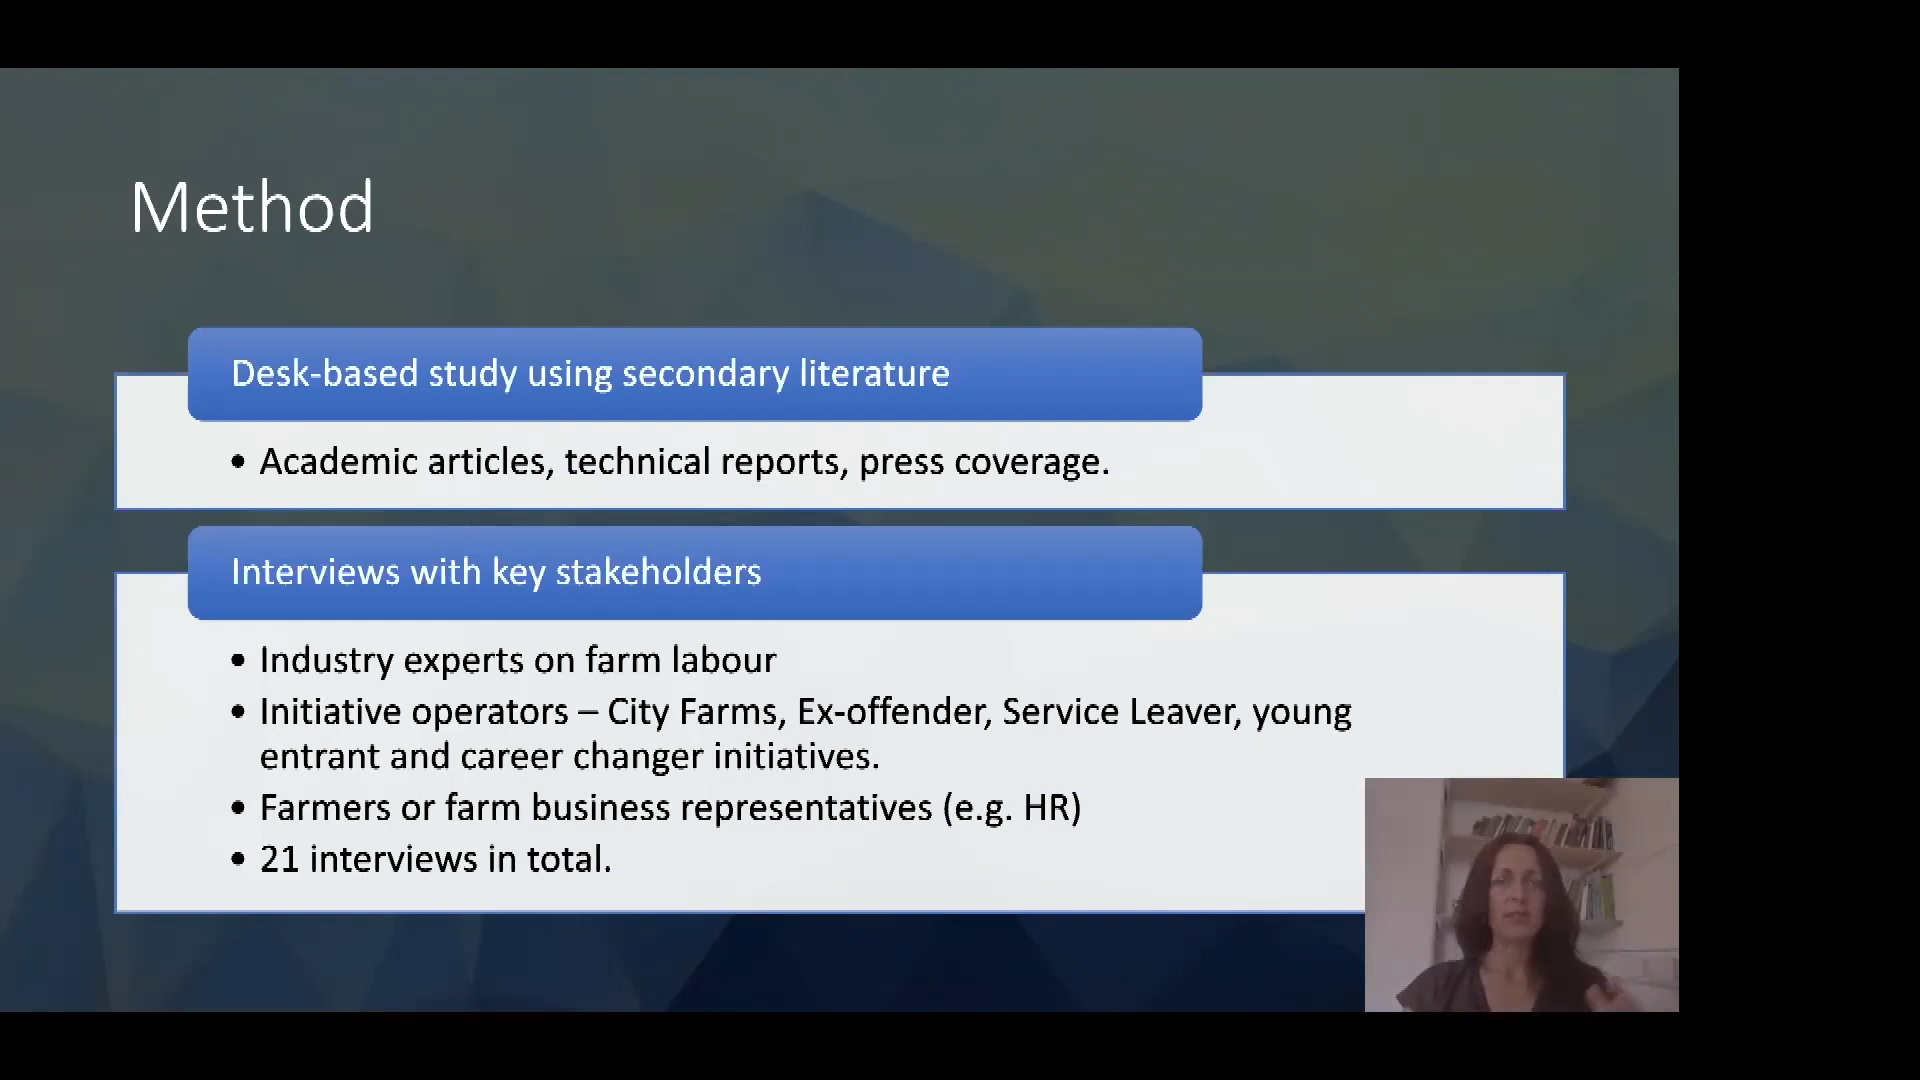 Method
Desk-based study using secondary literature
• Academic articles, technical reports, press coverage.
Interviews with key stakeholders
• Industry experts on farm labour
• Initiative operators – City Farms, Ex-offender, Service Leaver, young
entrant and career changer initiatives.
• Farmers or farm business representatives (e.g. HR)
• 21 interviews in total.